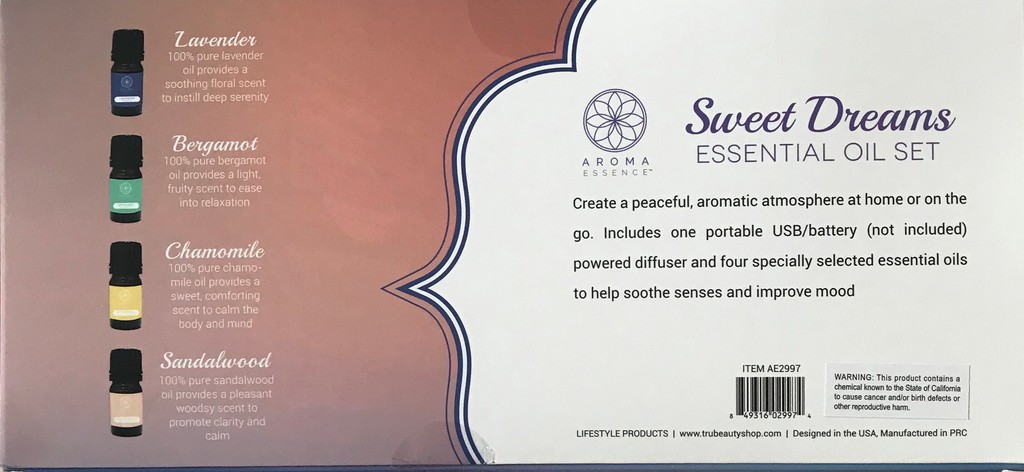 Lavender
100% pure lavender
oil provides a
soothing floral scent
to instill deep serenity
Bergamot
100% pure bergamot
oil provides a light,
fruity scent to ease
into relaxation
Chamomile
100% pure chamo-
mile oil provides a
sweet, comforting
scent to calm the
body and mind
Sandalwood
100% pure sandalwood
oil provides a pleasant
woodsy scent to
promote clarity and
calm
AROMA
ESSENCE™
Sweet Dreams
ESSENTIAL OIL SET
Create a peaceful, aromatic atmosphere at home or on the
go. Includes one portable USB/battery (not included)
powered diffuser and four specially selected essential oils
to help soothe senses and improve mood
ITEM AE2997
8 49316 02997 4
WARNING: This product contains a
chemical known to the State of California
to cause cancer and/or birth defects or
other reproductive harm.
LIFESTYLE PRODUCTS | www.trubeautyshop.com | Designed in the USA, Manufactured in PRC